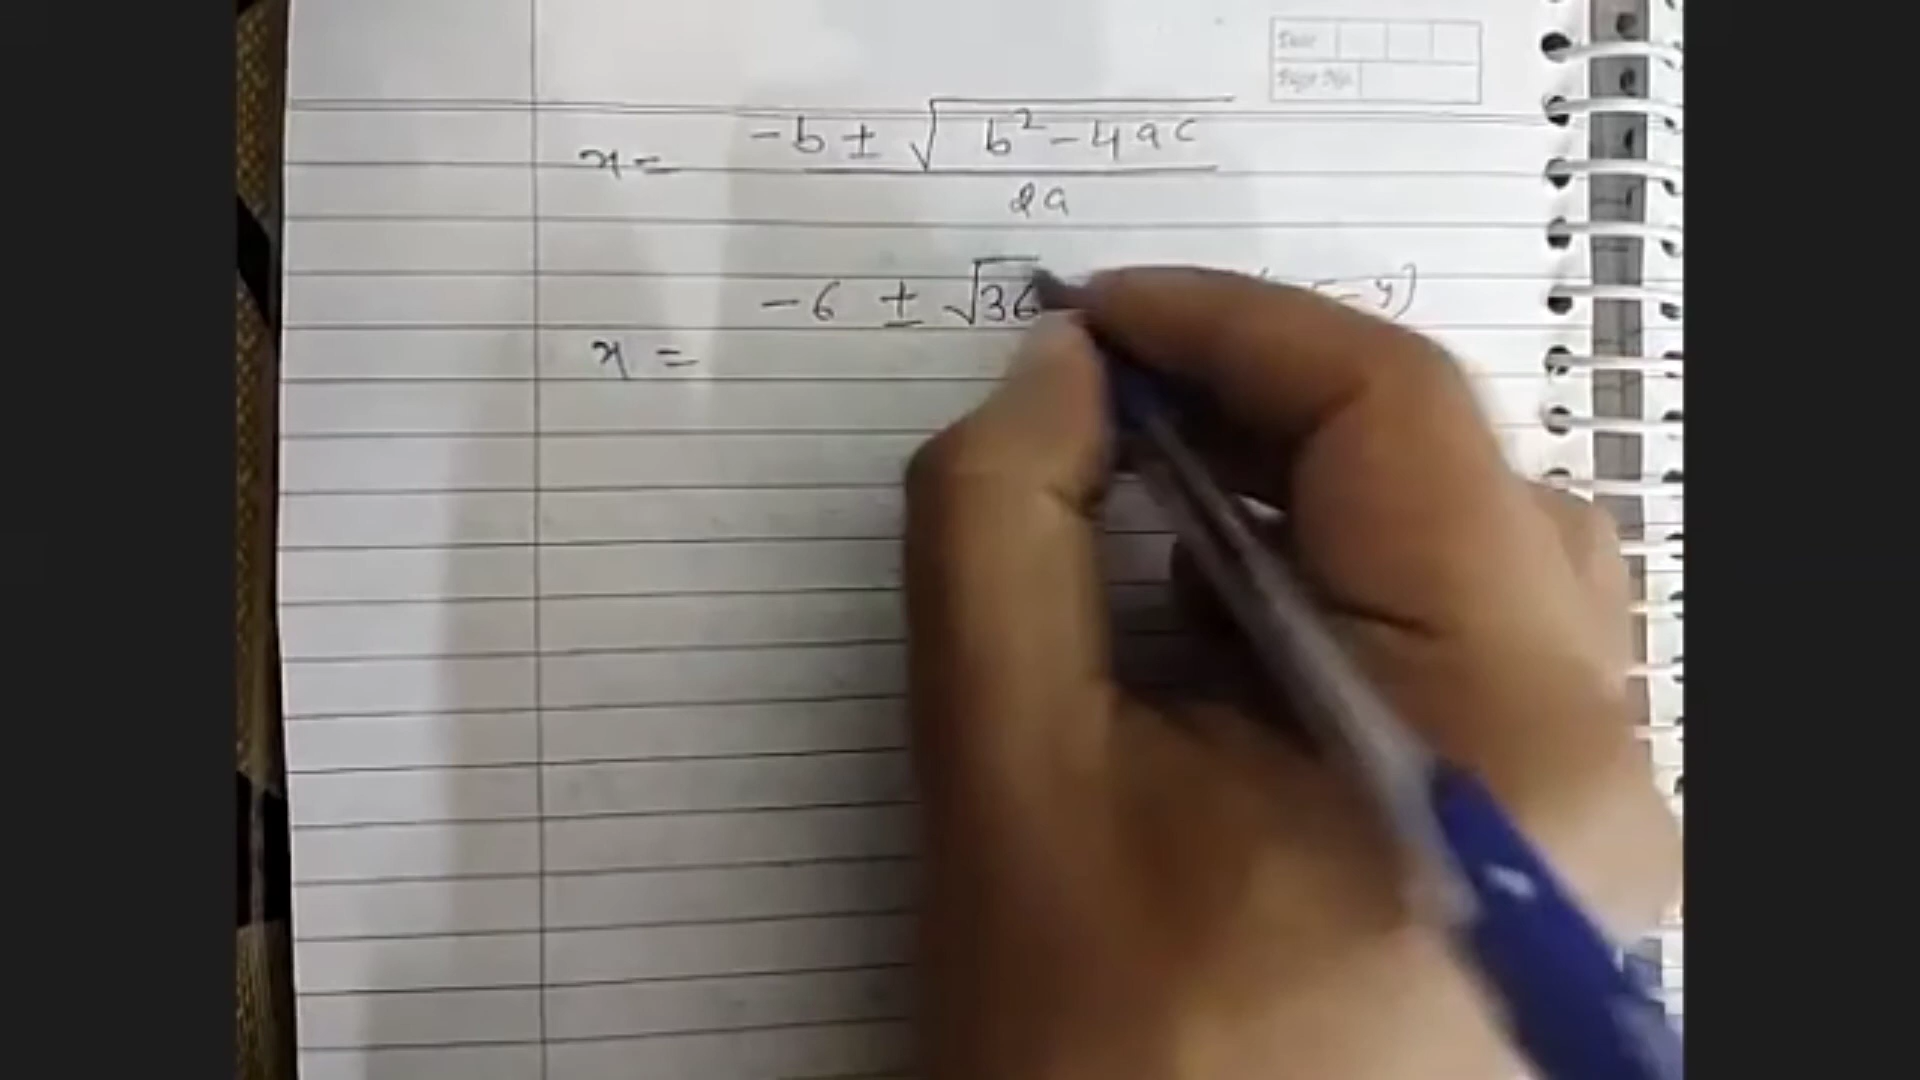 Date
Page No.
x = -b ± √b²-4ac
2a
-6 ± √36 -y)
x =